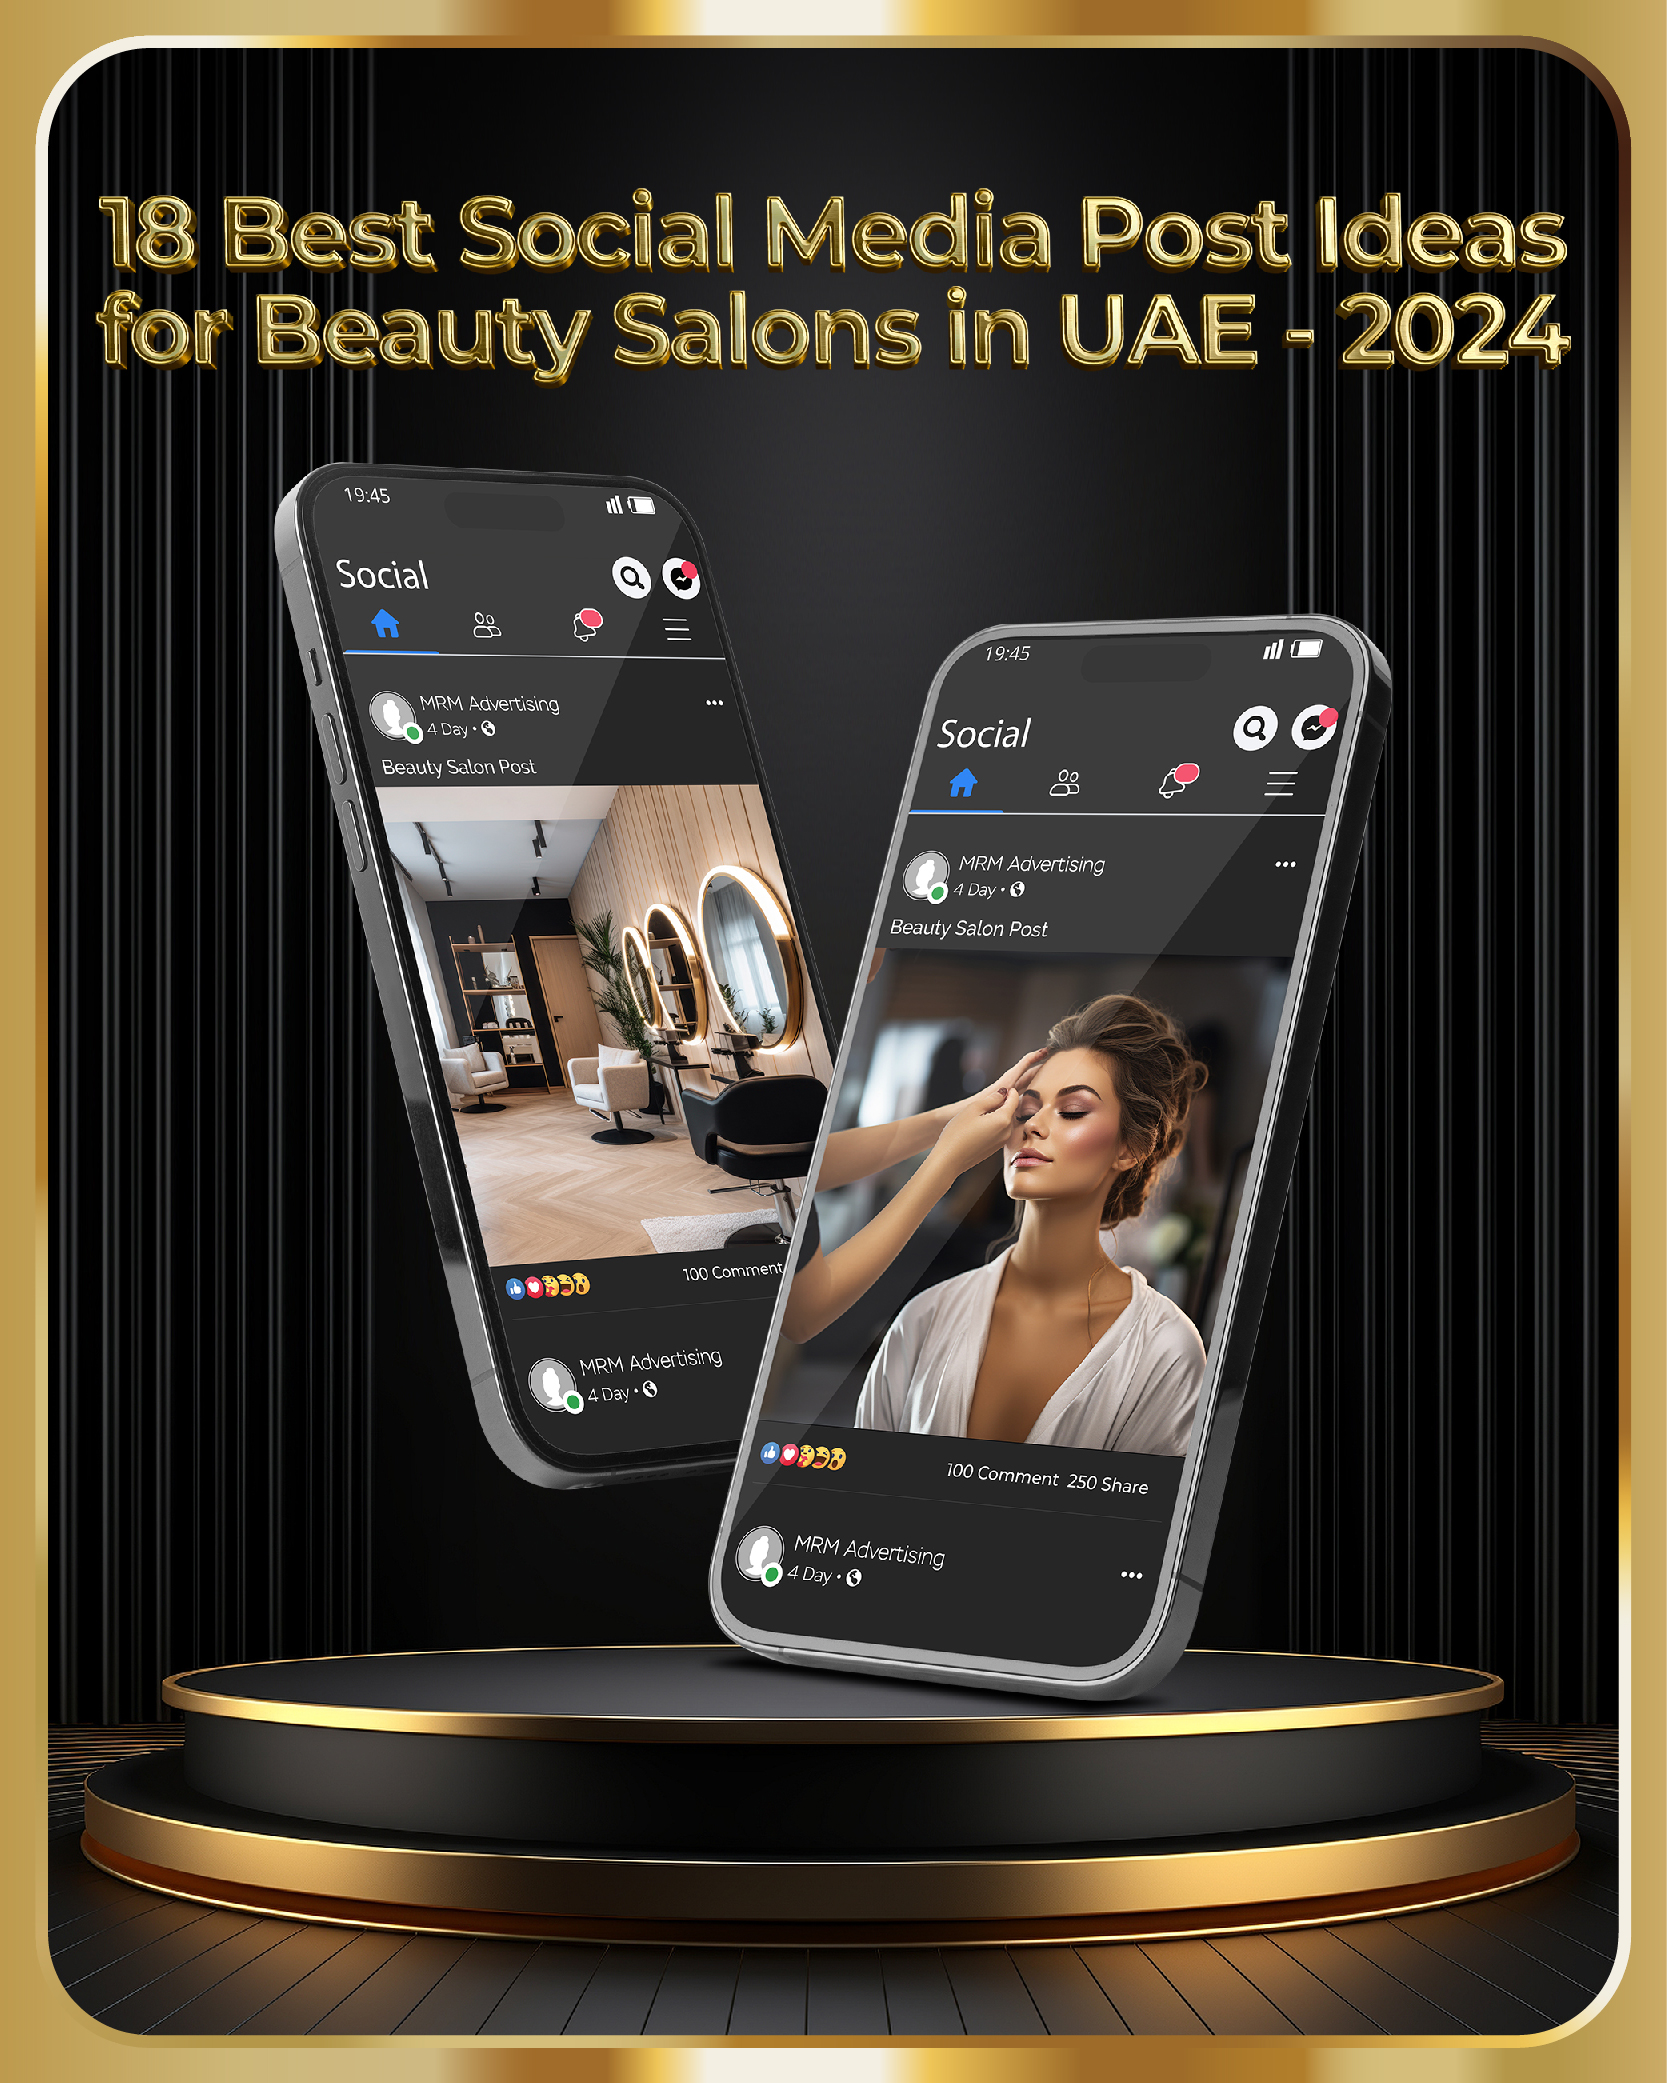 18 Best Social Media Post Ideas
for Beauty Salons in UAE - 2024
19:45
Social
MRM Advertising
4 Day •
Beauty Salon Post
100 Comment
MRM Advertising
4 Day •
19:45
Social
MRM Advertising
4 Day •
Beauty Salon Post
100 Comment 250 Share
MRM Advertising
4 Day •